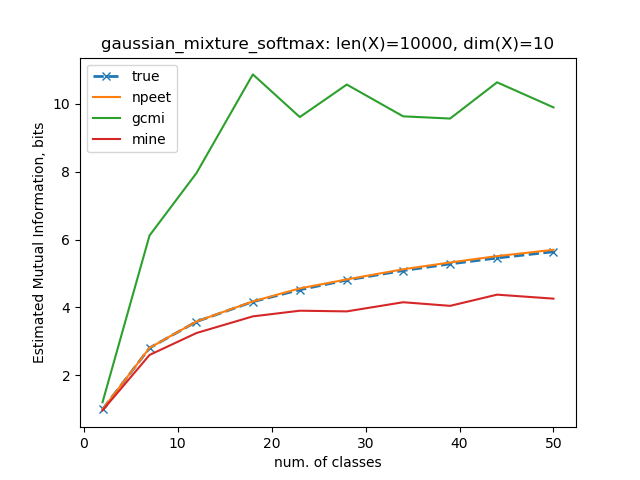 gaussian_mixture_softmax: len(X)=10000, dim(X)=10
true
npeet
gcmi
mine
Estimated Mutual Information, bits
10
8
6
4
2
0
10
20
30
40
50
num. of classes